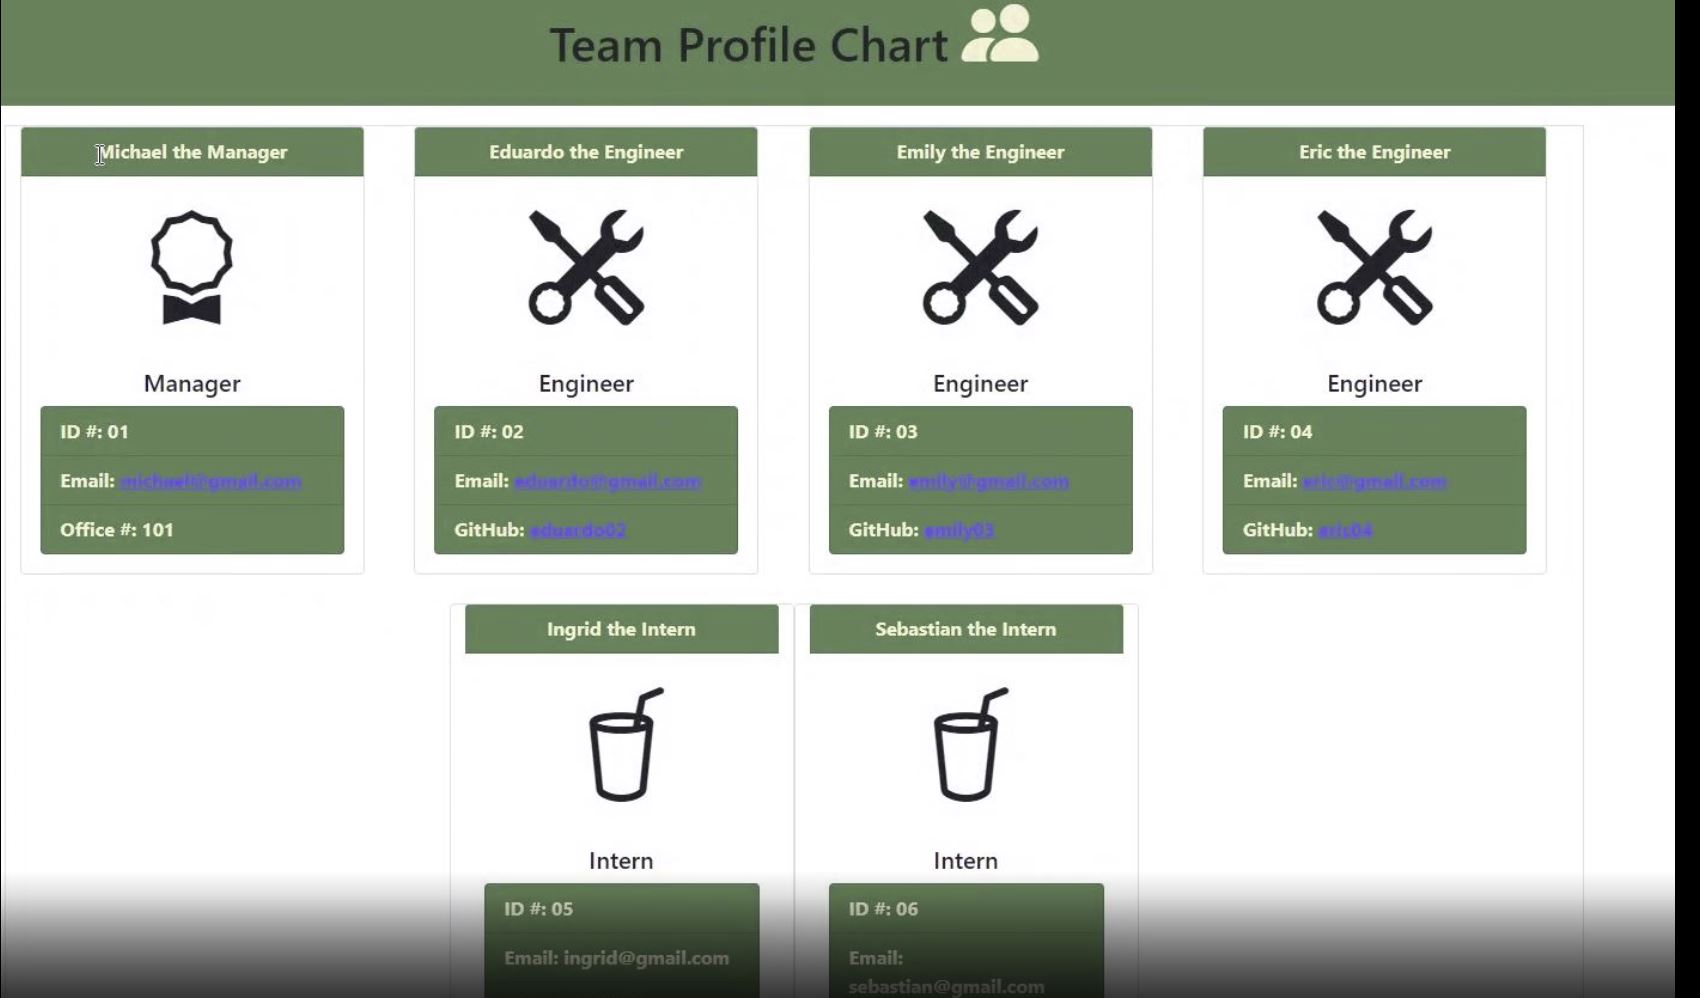 Team Profile Chart
Michael the Manager
Manager
ID #: 01
Email: michael@gmail.com
Office #: 101
Eduardo the Engineer
Engineer
ID #: 02
Email: eduardo@gmail.com
GitHub: eduardo02
Emily the Engineer
Engineer
ID #: 03
Email: emily@gmail.com
GitHub: emily03
Eric the Engineer
Engineer
ID #: 04
Email: eric@gmail.com
GitHub: eric04
Ingrid the Intern
Intern
ID #: 05
Email: ingrid@gmail.com
Sebastian the Intern
Intern
ID #: 06
Email:
sebastian@gmail.com